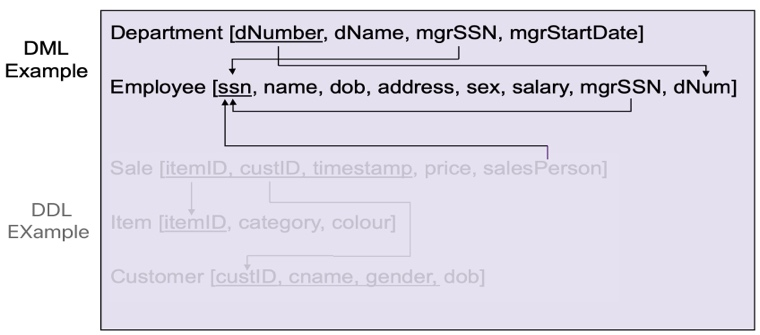 DML
Example
Department [dNumber, dName, mgrSSN, mgrStartDate]
Employee [ssn, name, dob, address, sex, salary, mgrSSN, dNum]
DDL
EXample
Sale [itemID, custID, timestamp, price, salesPerson]
Item [itemID, category, colour]
Customer [custID, cname, gender, dob]